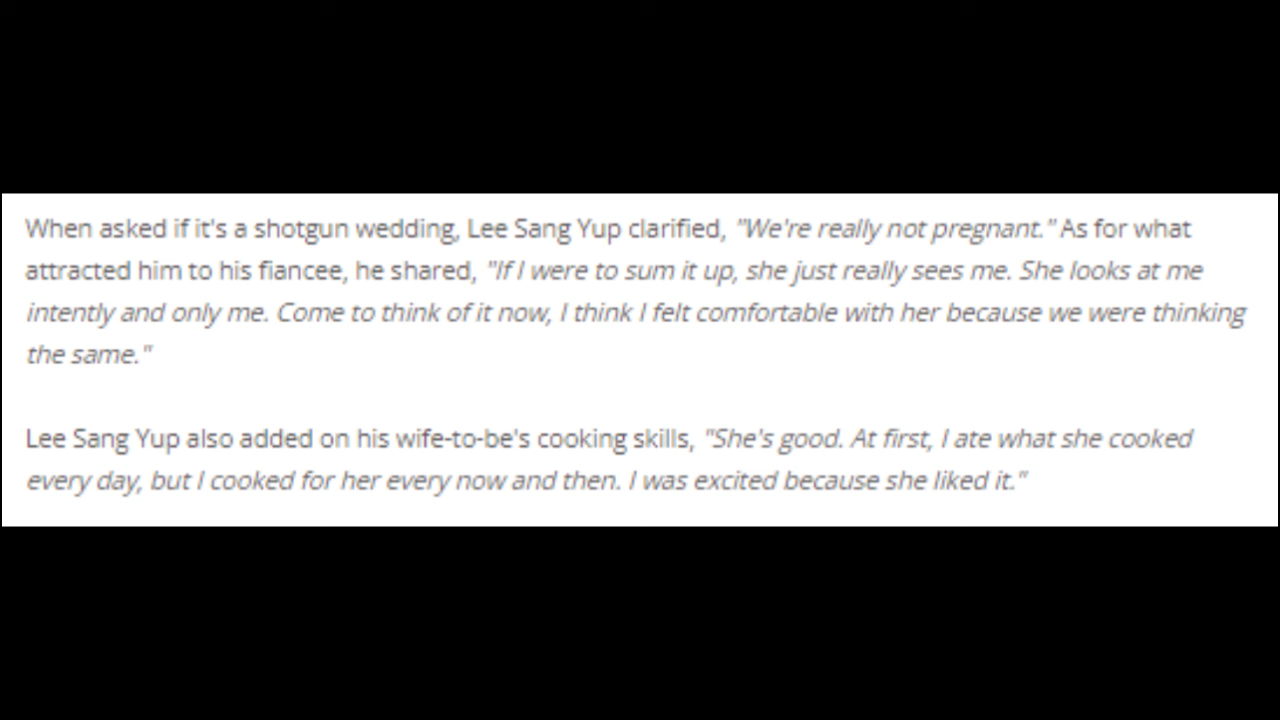 When asked if it's a shotgun wedding, Lee Sang Yup clarified, "We're really not pregnant." As for what
attracted him to his fiancee, he shared, "If I were to sum it up, she just really sees me. She looks at me
intently and only me. Come to think of it now, I think I felt comfortable with her because we were thinking
the same."
Lee Sang Yup also added on his wife-to-be's cooking skills, "She's good. At first, I ate what she cooked
every day, but I cooked for her every now and then. I was excited because she liked it."